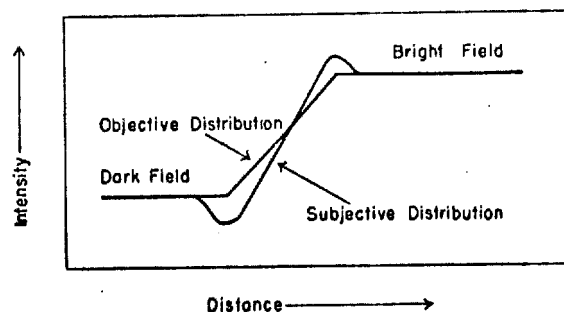 Bright Field
Objective Distribution
Dark Field
Subjective Distribution
Intensity
Distance